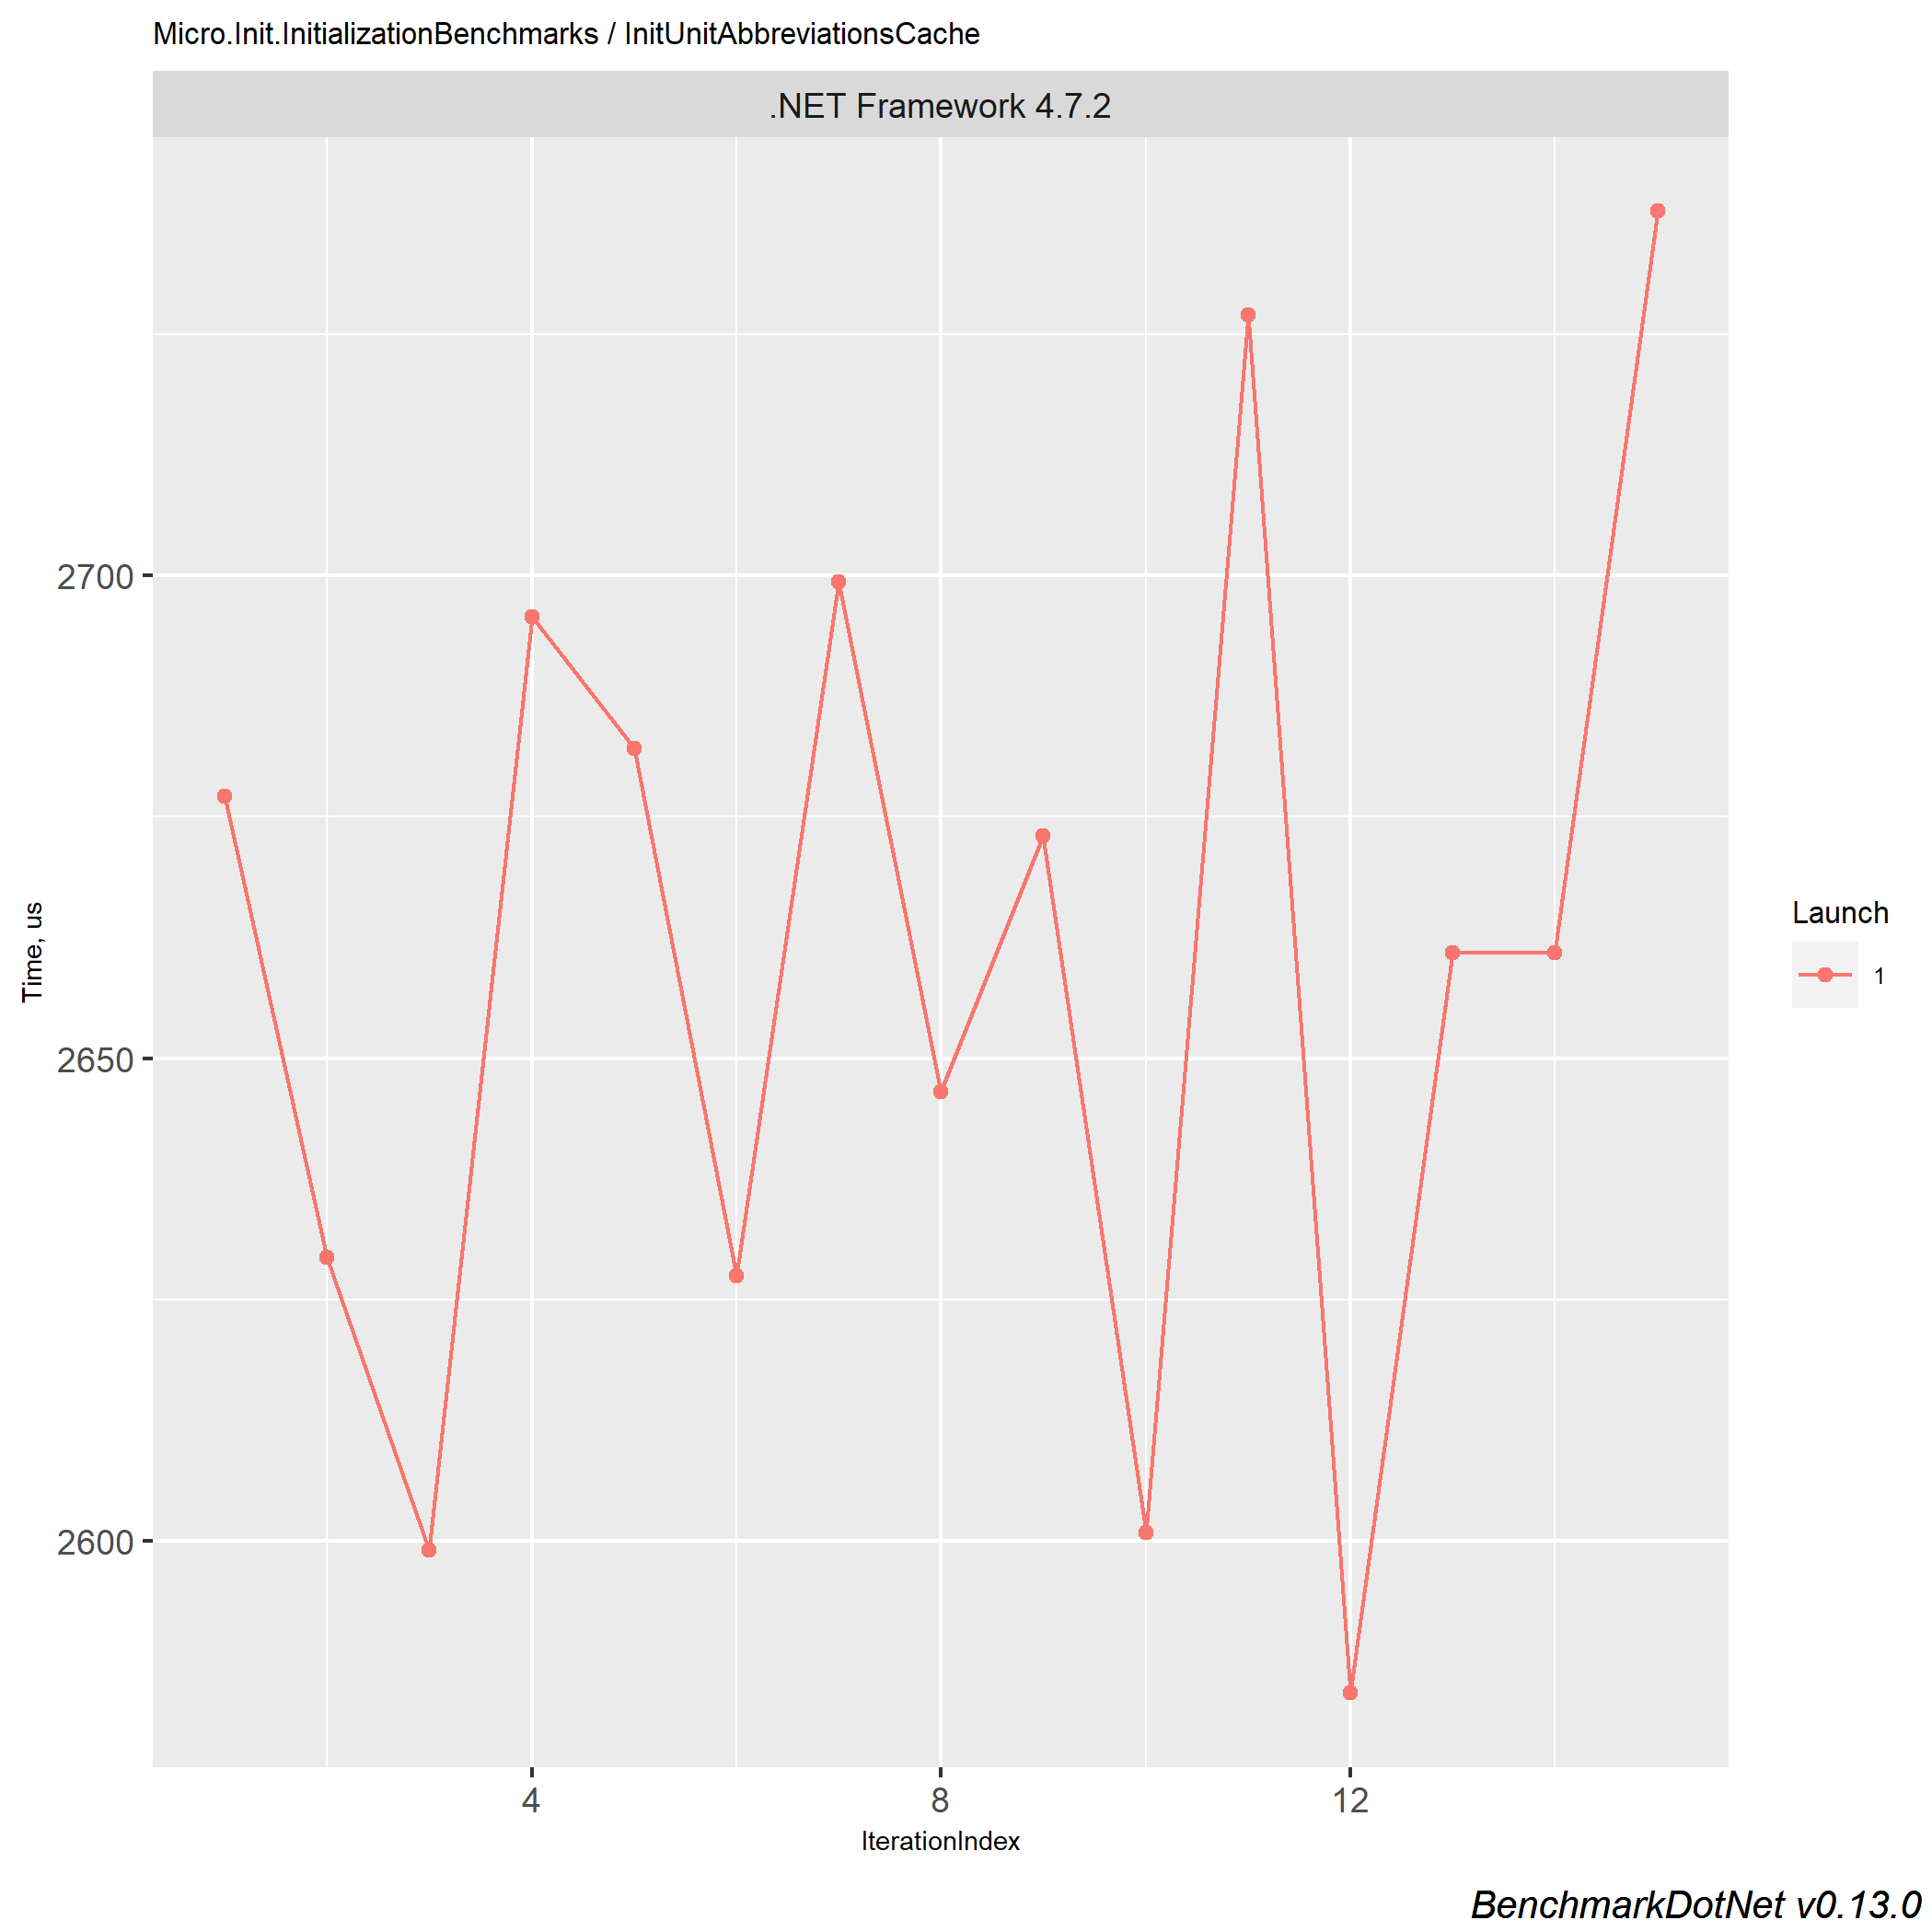 Micro.Init.InitializationBenchmarks / InitUnitAbbreviationsCache
.NET Framework 4.7.2
2700
2650
2600
Time, us
4
8
12
IterationIndex
Launch
1
BenchmarkDotNet v0.13.0